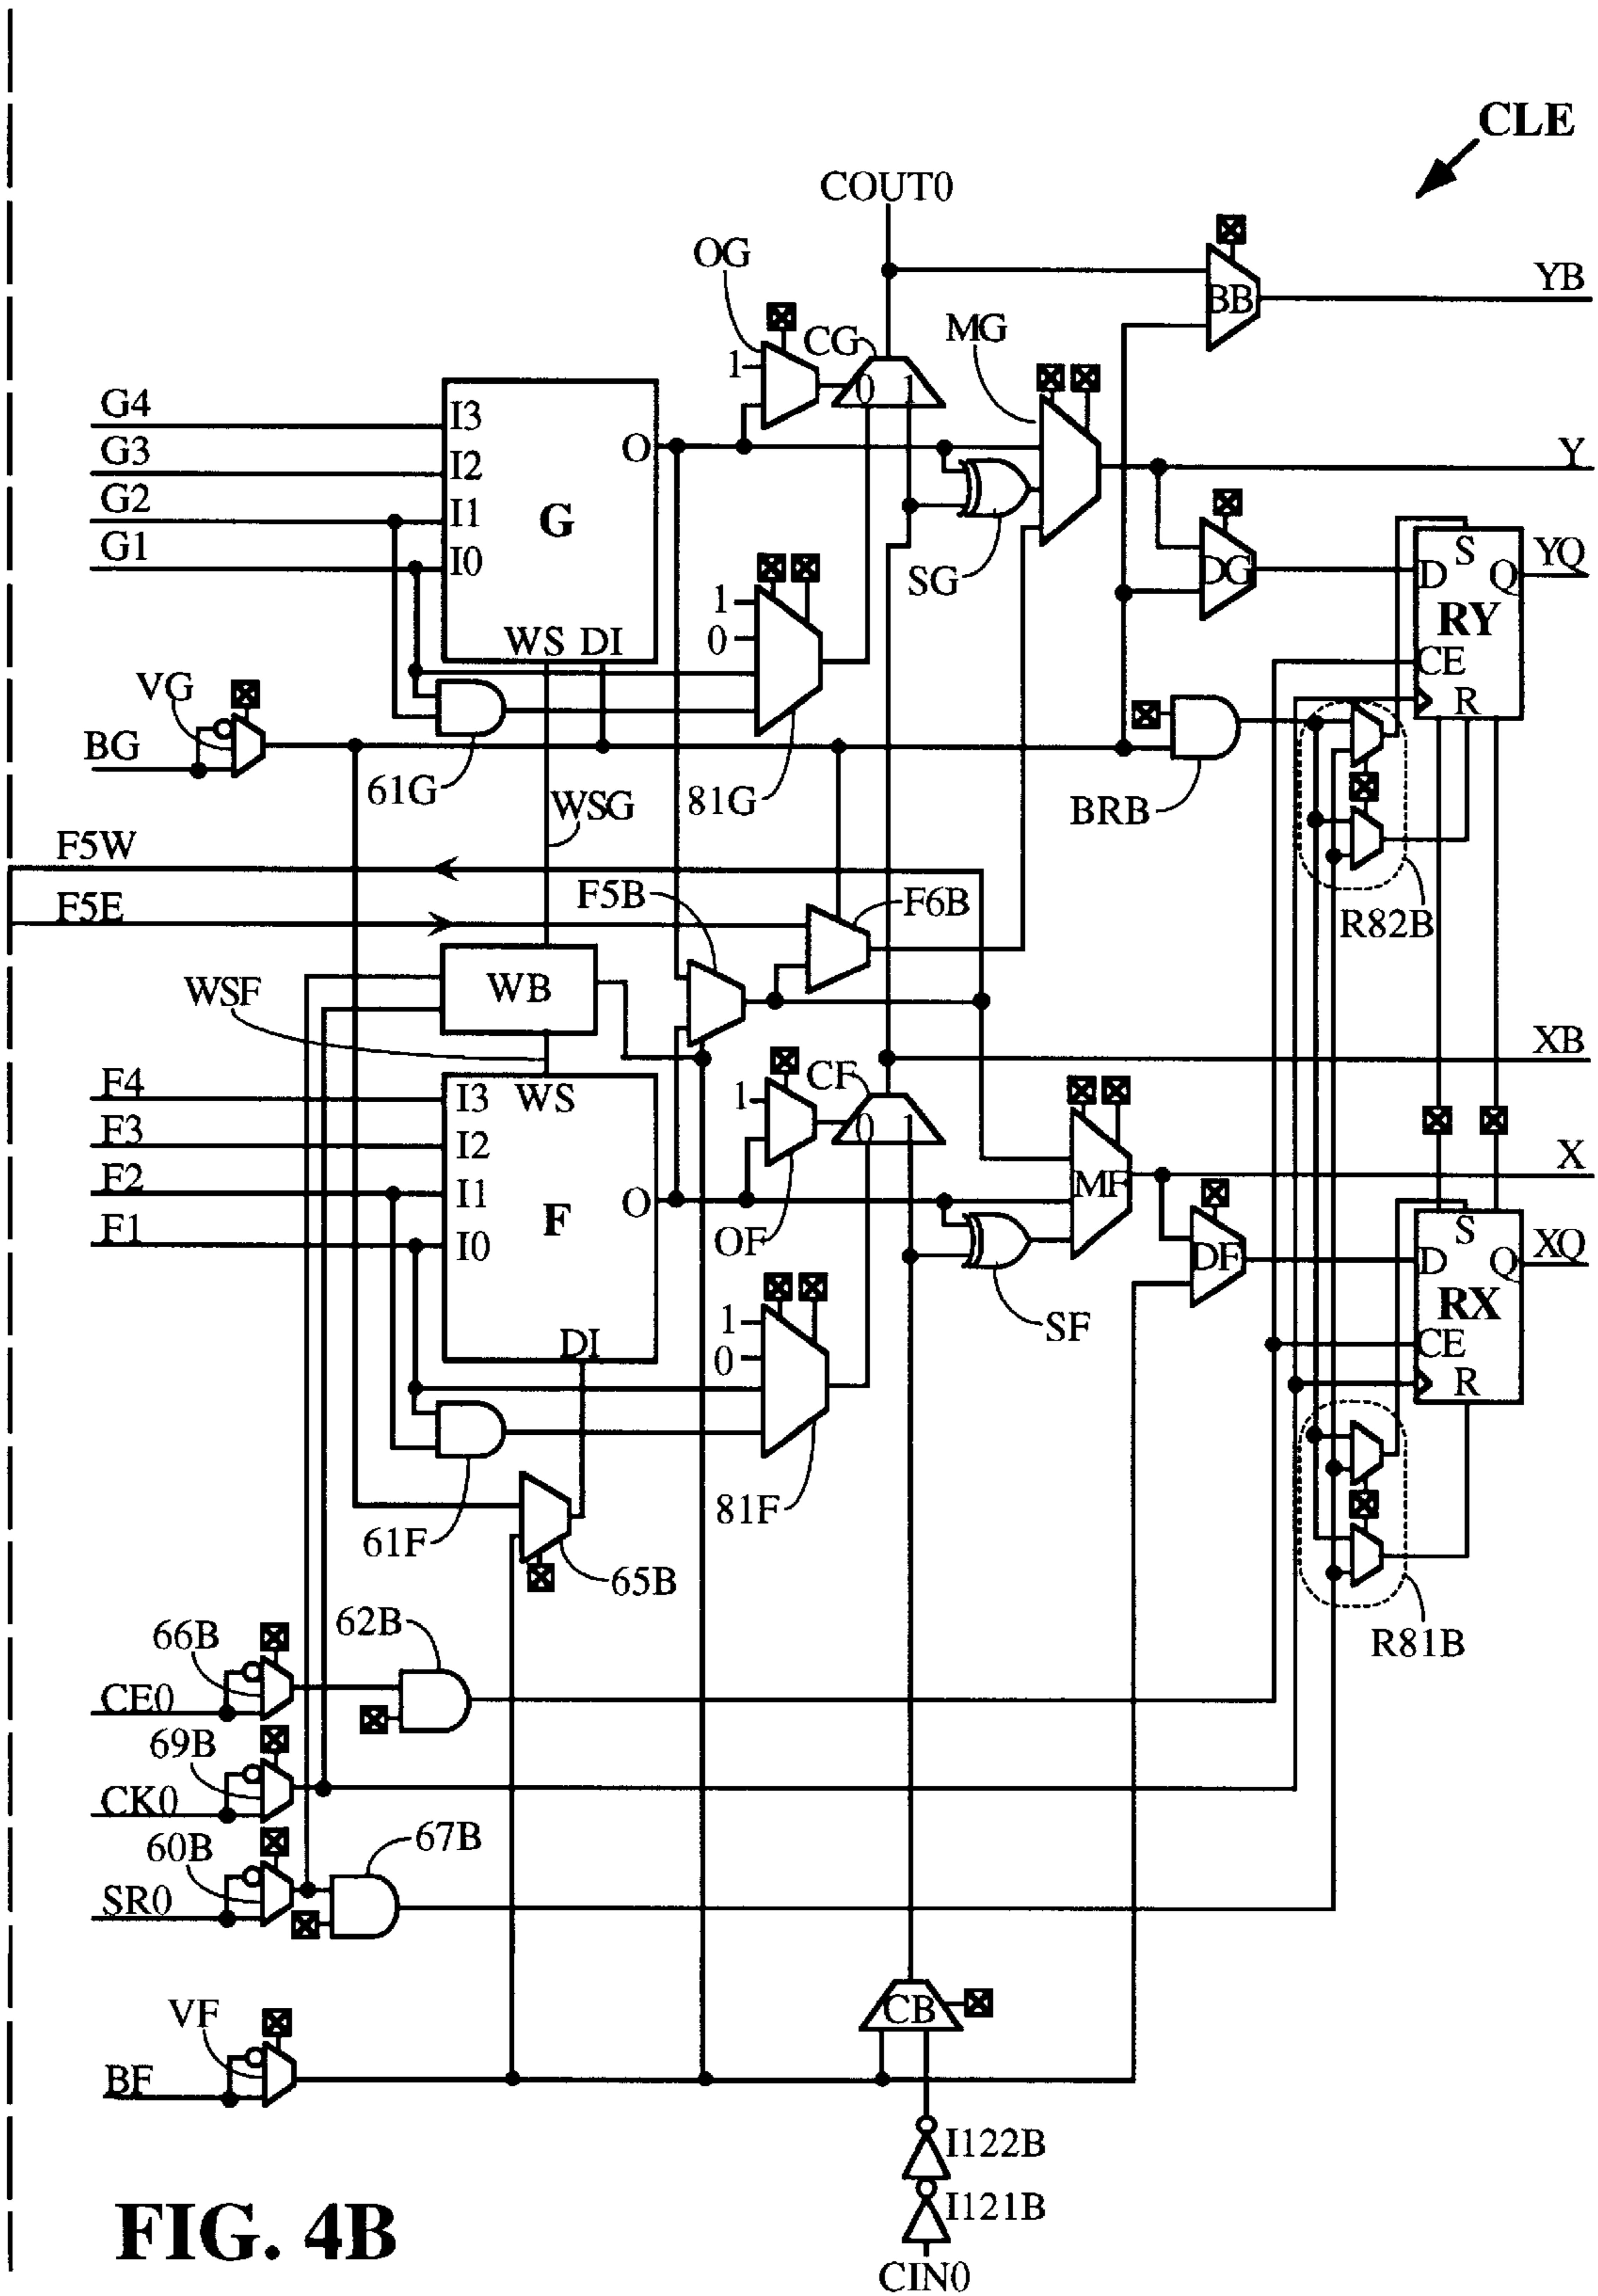 CLE
COUT0
OG
BB
YB
CG
MG
1
0 1
G4
I3
G3
I2
O
Y
G2
I1
G
G1
I0
SG
DG
S
YQ
D
Q
1
RY
0
WS DI
CE
VG
R
BG
61G
81G
WSG
BRB
F5W
F5B
F6B
F5E
R82B
WB
WSF
XB
F4
CF
I3
WS
1
0 1
F3
I2
X
F2
I1
MF
F
O
F1
I0
OF
S
XQ
DF
D
Q
RX
1
SF
DI
0
CE
R
81F
61F
65B
62B
66B
R81B
CE0
69B
CK0
67B
60B
SR0
VF
CB
BF
I122B
I121B
FIG. 4B
CIN0